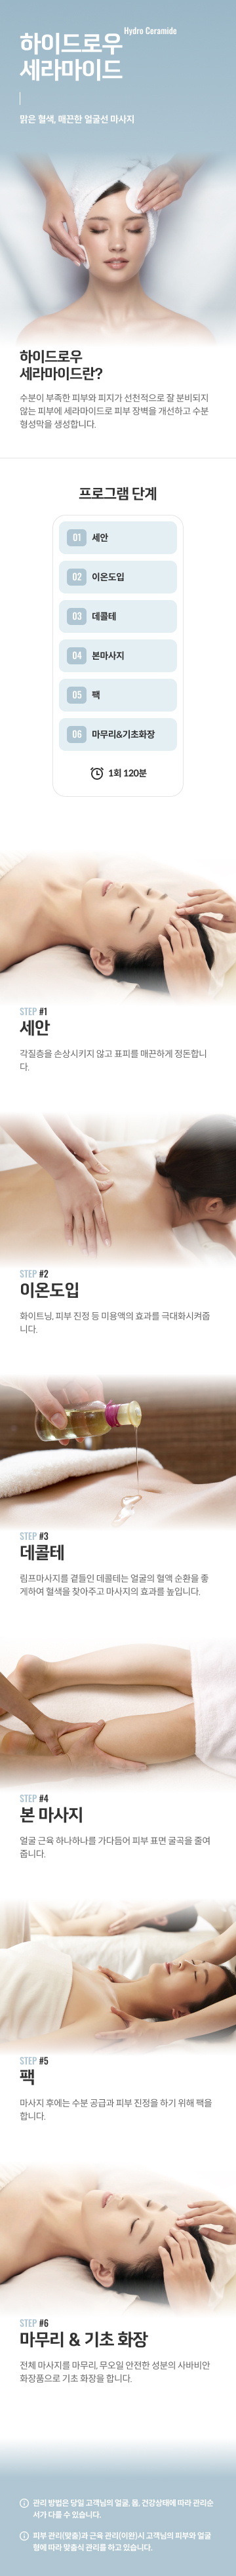 하이드로우 Hydro Ceramide
세라마이드
맑은 혈색, 매끈한 얼굴선 마사지
하이드로우
세라마이드란?
수분이 부족한 피부와 피지가 선천적으로 잘 분비되지
않는 피부에 세라마이드로 피부 장벽을 개선하고 수분
형성막을 생성합니다.
프로그램 단계
01 세안
02 이온도입
03 데콜테
04 본마사지
05 팩
06 마무리&기초화장
1회 120분
STEP #1
세안
각질층을 손상시키지 않고 표피를 매끈하게 정돈합니
다.
STEP #2
이온도입
화이트닝, 피부 진정 등 미용액의 효과를 극대화시켜줍
니다.
STEP #3
데콜테
림프마사지를 곁들인 데콜테는 얼굴의 혈액 순환을 좋
게하여 혈색을 찾아주고 마사지의 효과를 높입니다.
STEP #4
본 마사지
얼굴 근육 하나하나를 가다듬어 피부 표면 굴곡을 줄여
줍니다.
STEP #5
팩
마사지 후에는 수분 공급과 피부 진정을 하기 위해 팩을
합니다.
STEP #6
마무리 & 기초 화장
전체 마사지를 마무리, 무오일 안전한 성분의 사바비안
화장품으로 기초 화장을 합니다.
관리 방법은 당일 고객님의 얼굴, 몸, 건강상태에 따라 관리순
서가 다를 수 있습니다.
피부 관리(맞춤)과 근육 관리(이완)시 고객님의 피부와 얼굴
형에 따라 맞춤식 관리를 하고 있습니다.